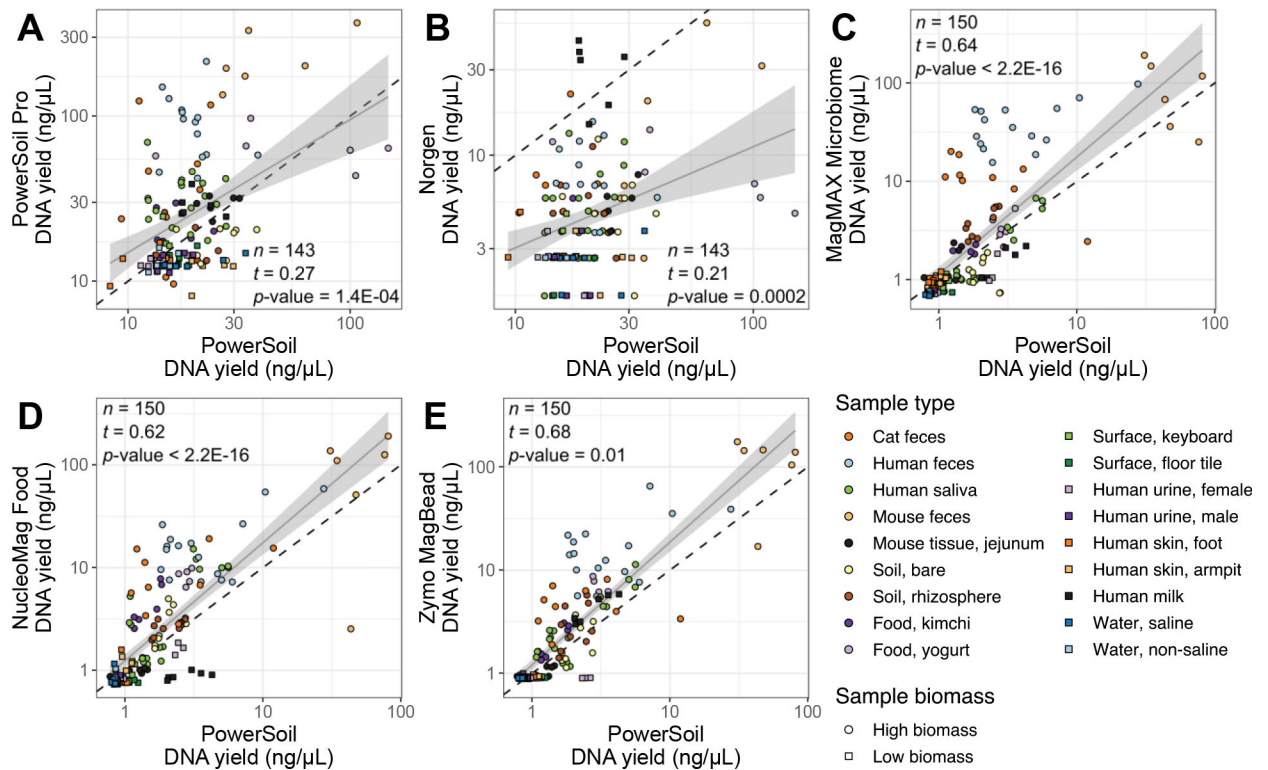 A
PowerSoil Pro
DNA yield (ng/µL)
300
100
30
10
n = 143
t = 0.27
p-value = 1.4E-04
10
30
100
PowerSoil
DNA yield (ng/µL)
B
Norgen
DNA yield (ng/µL)
30
10
3
n = 143
t = 0.21
p-value = 0.0002
10
30
100
PowerSoil
DNA yield (ng/µL)
C
MagMAX Microbiome
DNA yield (ng/µL)
100
10
1
n = 150
t = 0.64
p-value < 2.2E-16
1
10
100
PowerSoil
DNA yield (ng/µL)
D
NucleoMag Food
DNA yield (ng/µL)
100
10
1
n = 150
t = 0.62
p-value < 2.2E-16
1
10
100
PowerSoil
DNA yield (ng/µL)
E
Zymo MagBead
DNA yield (ng/µL)
100
10
1
n = 150
t = 0.68
p-value = 0.01
1
10
100
PowerSoil
DNA yield (ng/µL)
Sample type
Cat feces
Human feces
Human saliva
Mouse feces
Mouse tissue, jejunum
Soil, bare
Soil, rhizosphere
Food, kimchi
Food, yogurt
Surface, keyboard
Surface, floor tile
Human urine, female
Human urine, male
Human skin, foot
Human skin, armpit
Human milk
Water, saline
Water, non-saline
Sample biomass
High biomass
Low biomass